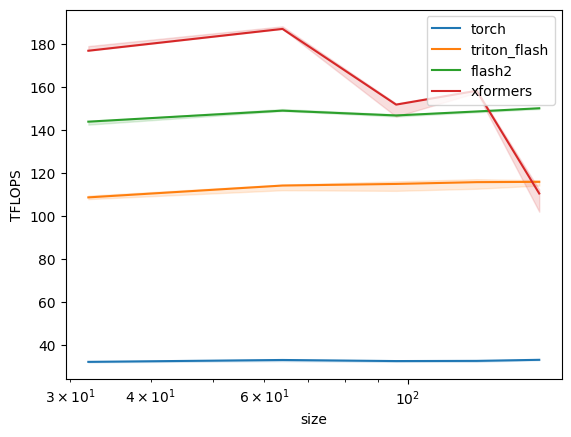 torch
triton_flash
flash2
xformers
TFLOPS
180
160
140
120
100
80
60
40
3 × 10¹
4 × 10¹
6 × 10¹
10²
size